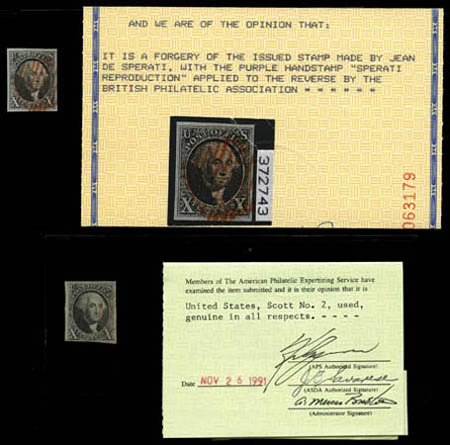 AND WE ARE OF THE OPINION THAT:
IT IS A FORGERY OF THE ISSUED STAMP MADE BY JEAN
DE SPERATI, WITH THE PURPLE HANDSTAMP "SPERATI
REPRODUCTION" APPLIED TO THE REVERSE BY THE
BRITISH PHILATELIC ASSOCIATION * * * * * *
POST OFFICE
X X
372743
063179
Members of The American Philatelic Expertizing Service have
examined the item submitted and it is their opinion that it is
United States, Scott No. 2, used,
genuine in all respects. - - - -
(APS Authorized Signature)
Date NOV 26 1991
(ASDA Authorized Signature)
(Administrator Signature)